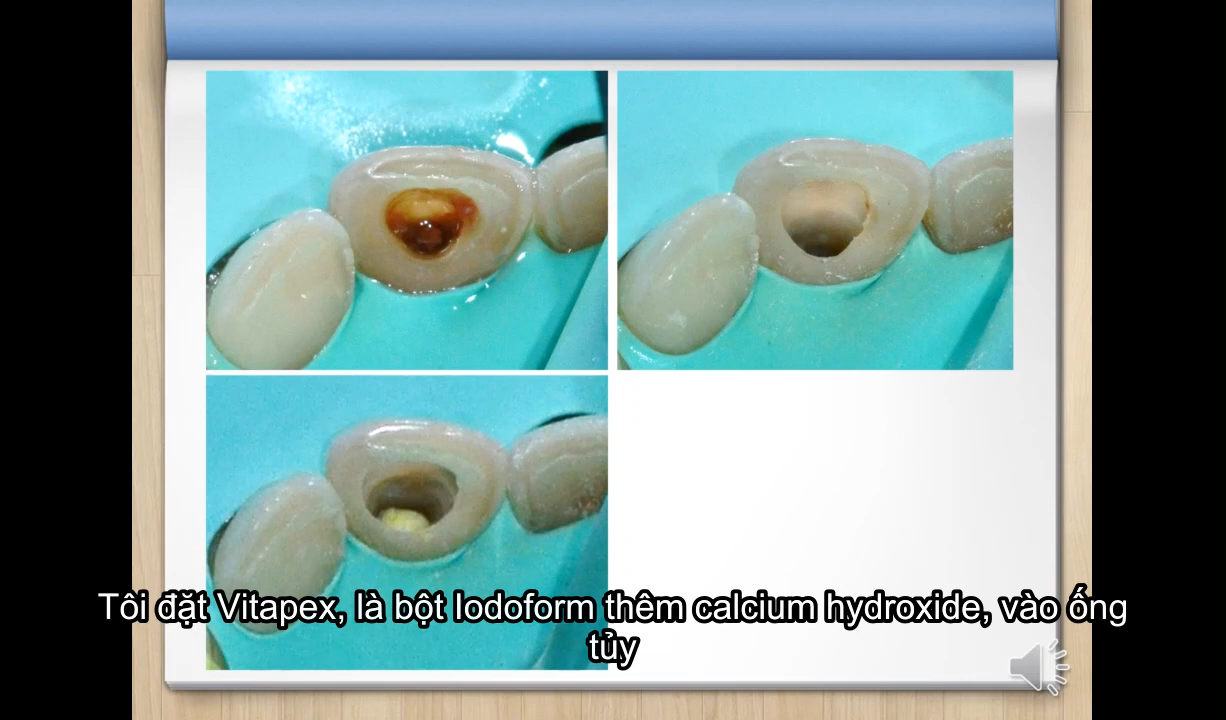 Tôi đặt Vitapex, là bột Iodoform thêm calcium hydroxide, vào ống
tủy